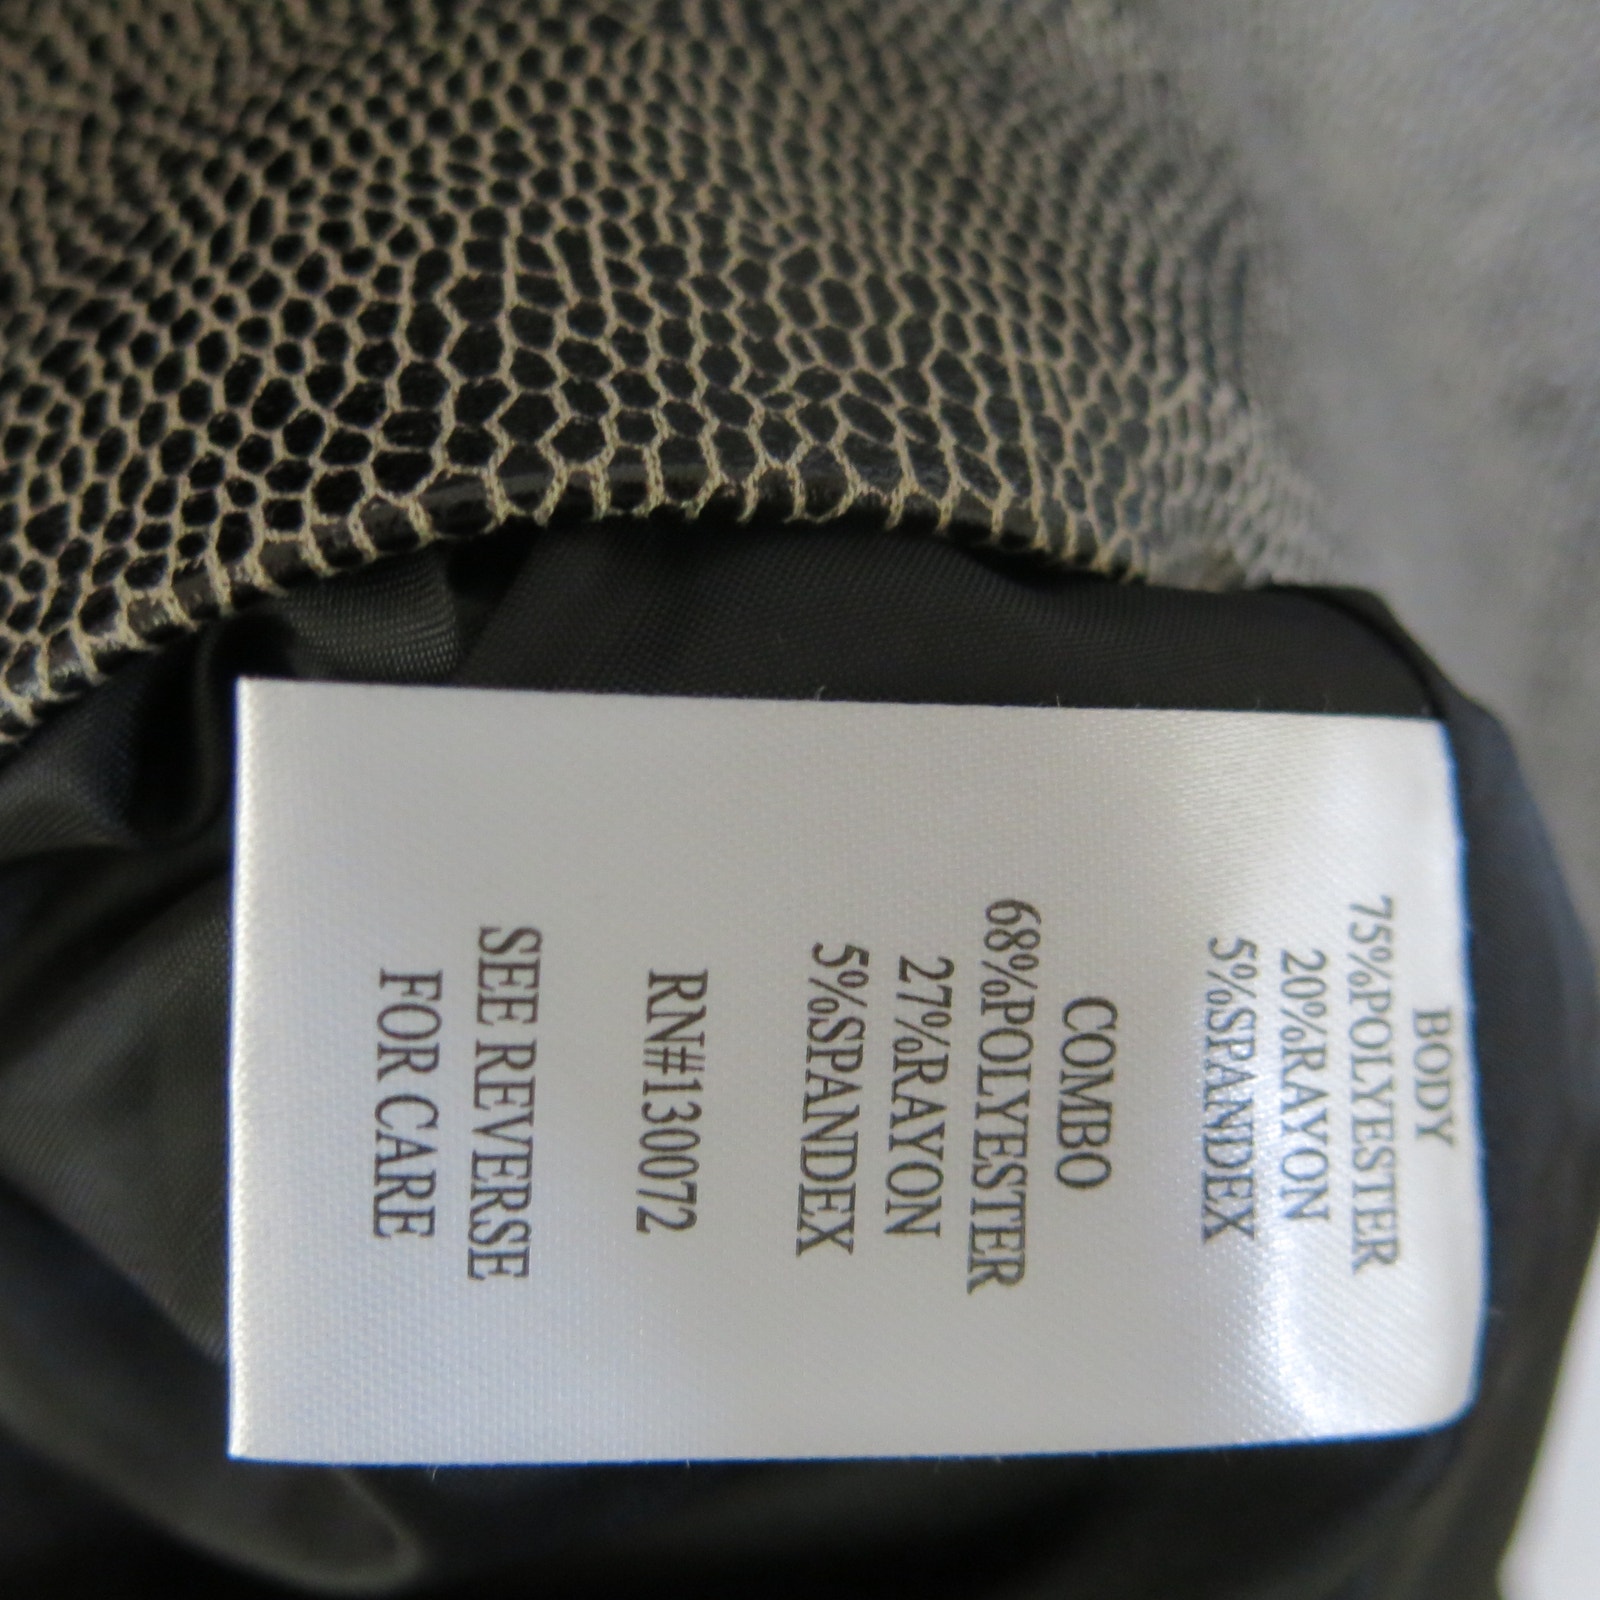 BODY
75%POLYESTER
20%RAYON
5%SPANDEX
COMBO
68%POLYESTER
27%RAYON
5%SPANDEX
RN#130072
SEE REVERSE
FOR CARE